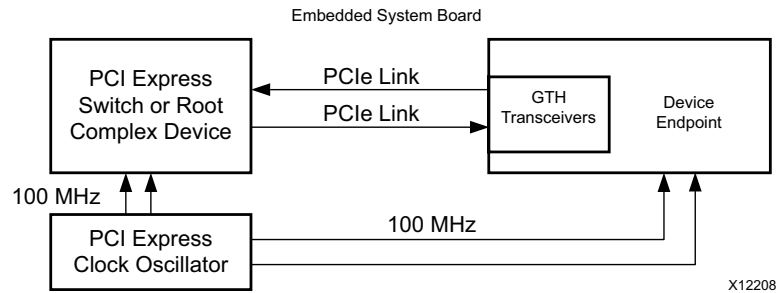 Embedded System Board
PCI Express
Switch or Root
Complex Device
PCIe Link
PCIe Link
GTH
Transceivers
Device
Endpoint
100 MHz
PCI Express
Clock Oscillator
100 MHz
X12208